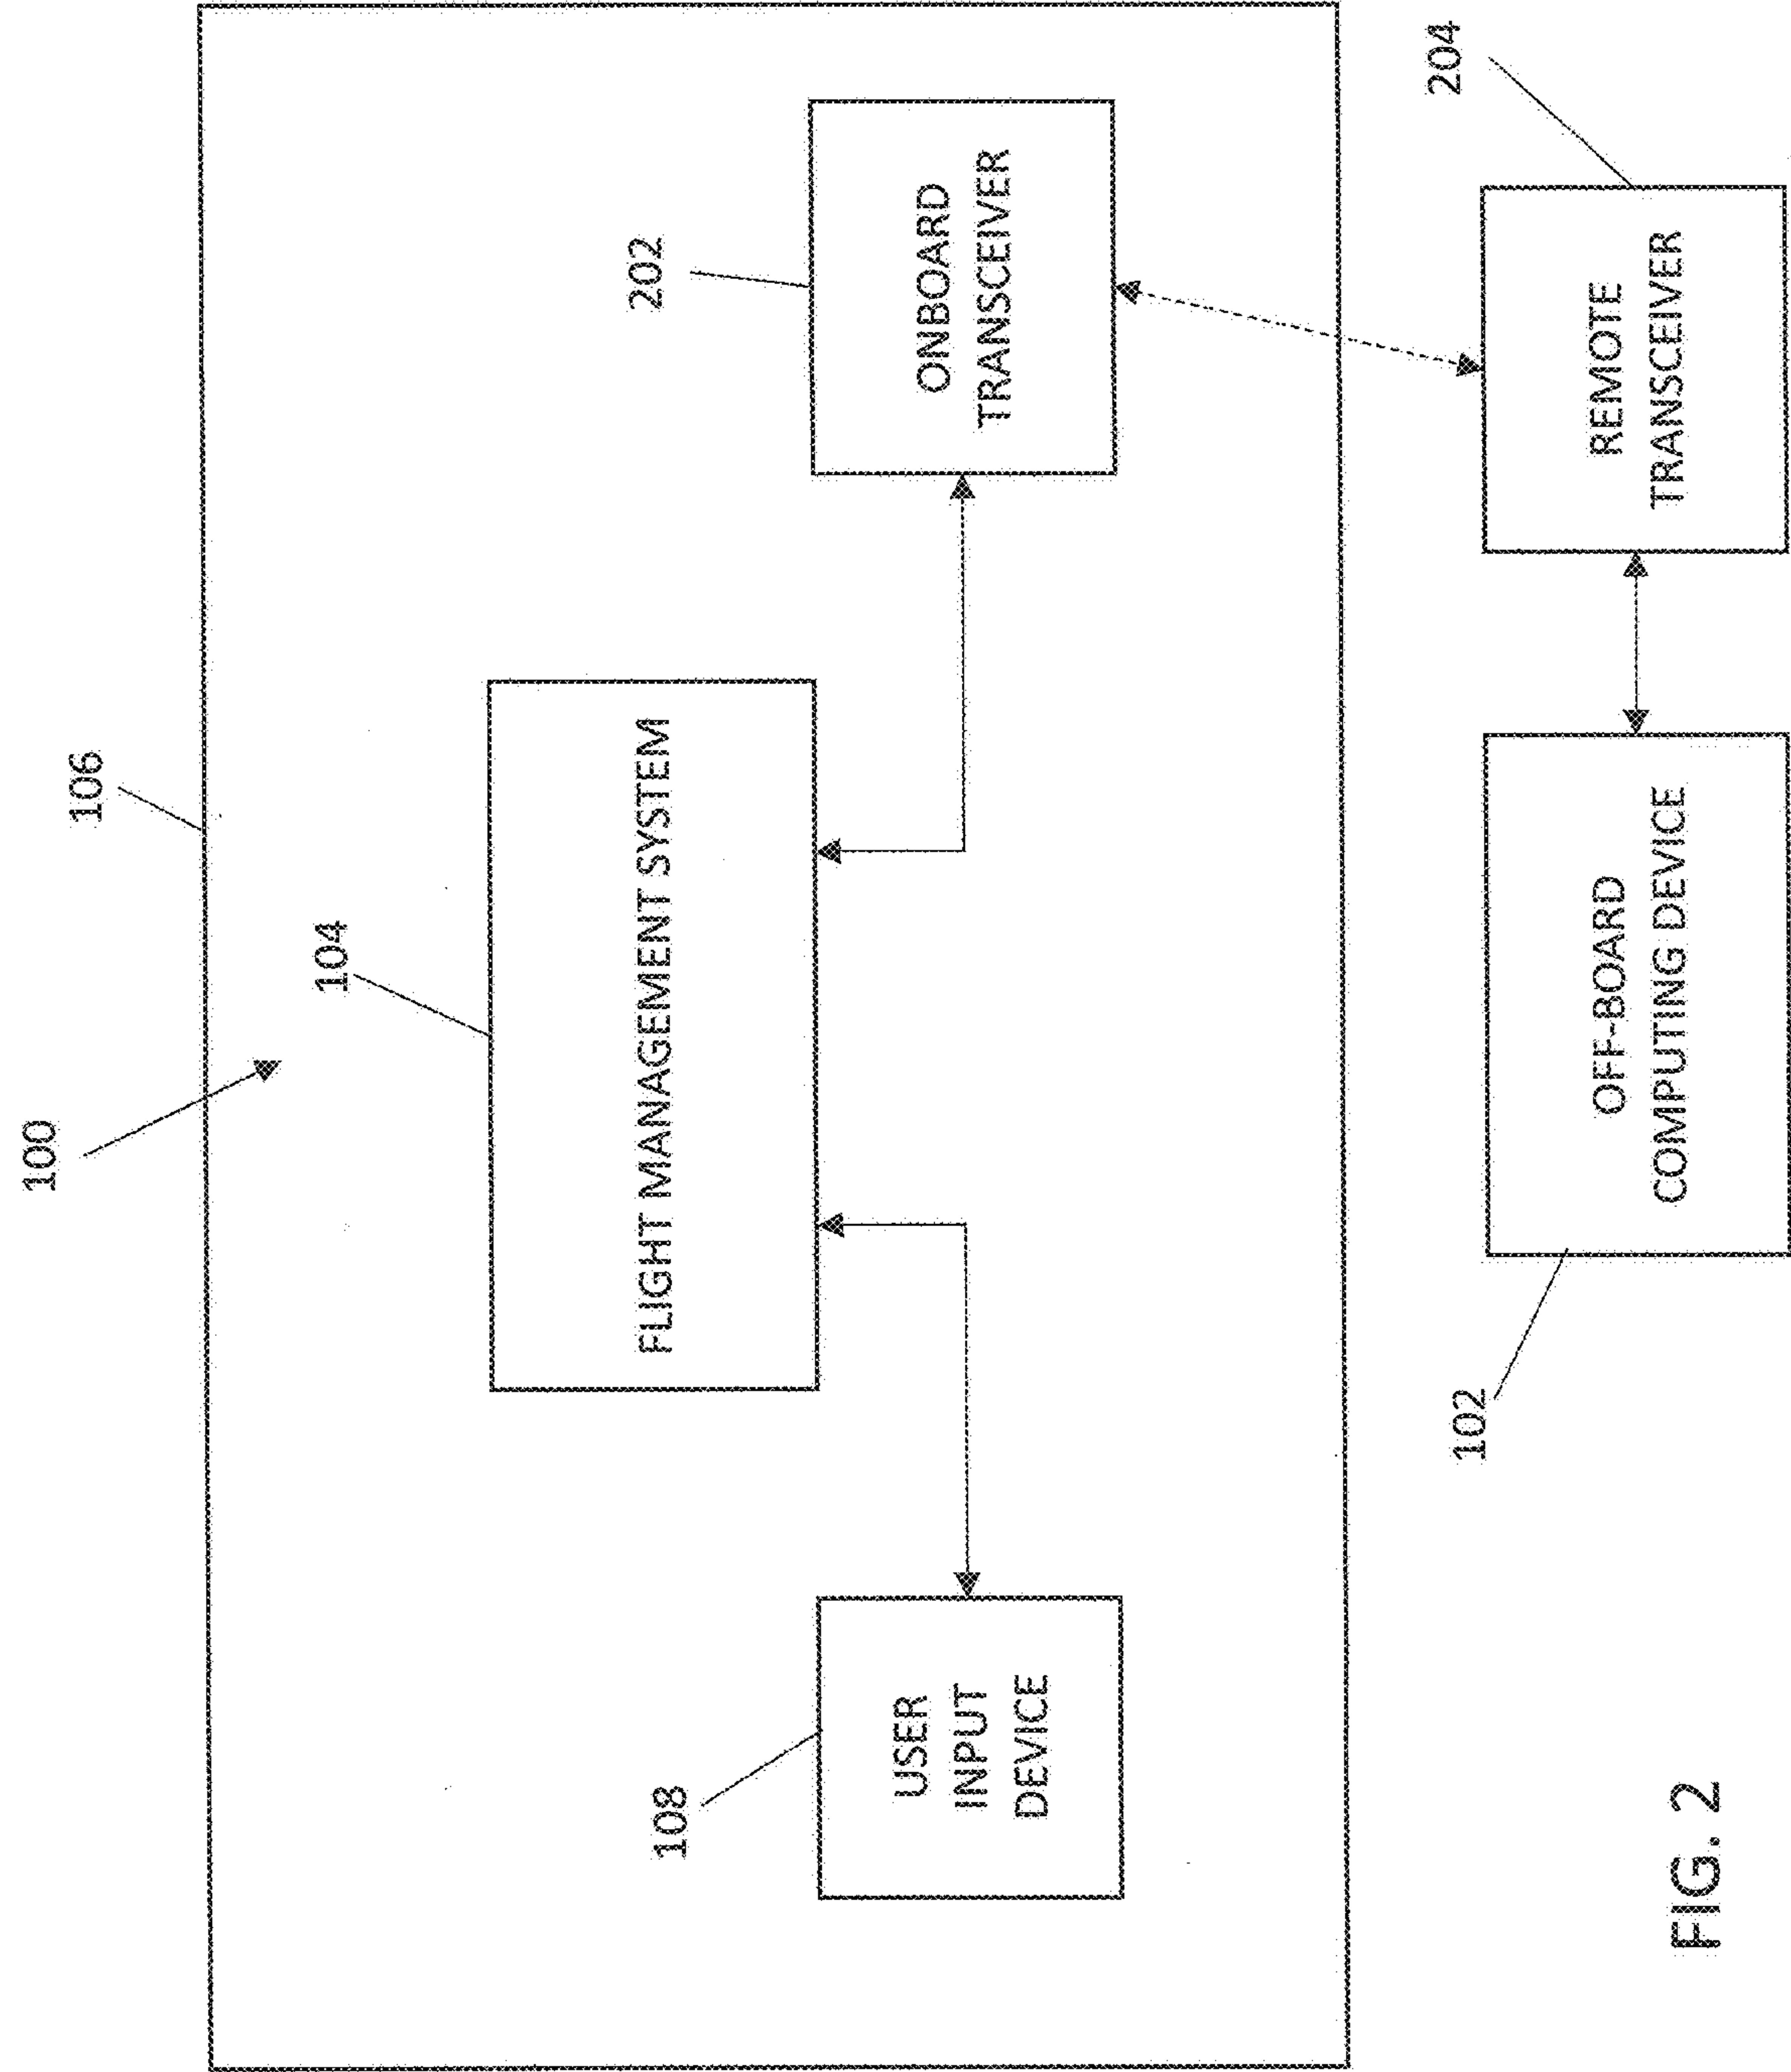 100
106
104
FLIGHT MANAGEMENT SYSTEM
108
USER
INPUT
DEVICE
202
ONBOARD
TRANSCEIVER
102
OFF-BOARD
COMPUTING DEVICE
204
REMOTE
TRANSCEIVER
FIG. 2